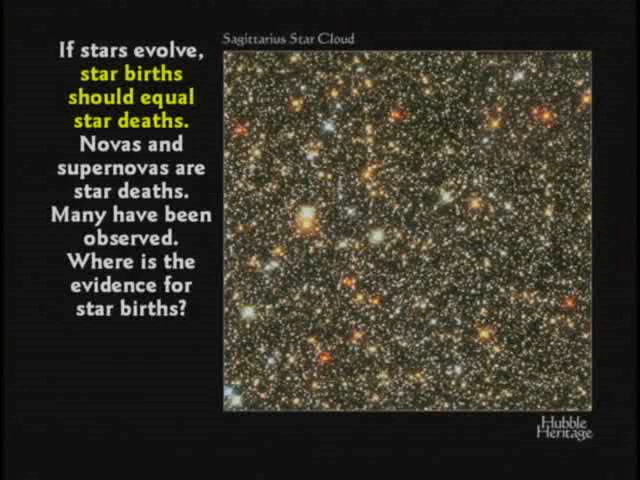 If stars evolve,
star births
should equal
star deaths.
Novas and
supernovas are
star deaths.
Many have been
observed.
Where is the
evidence for
star births?
Sagittarius Star Cloud
Hubble
Heritage